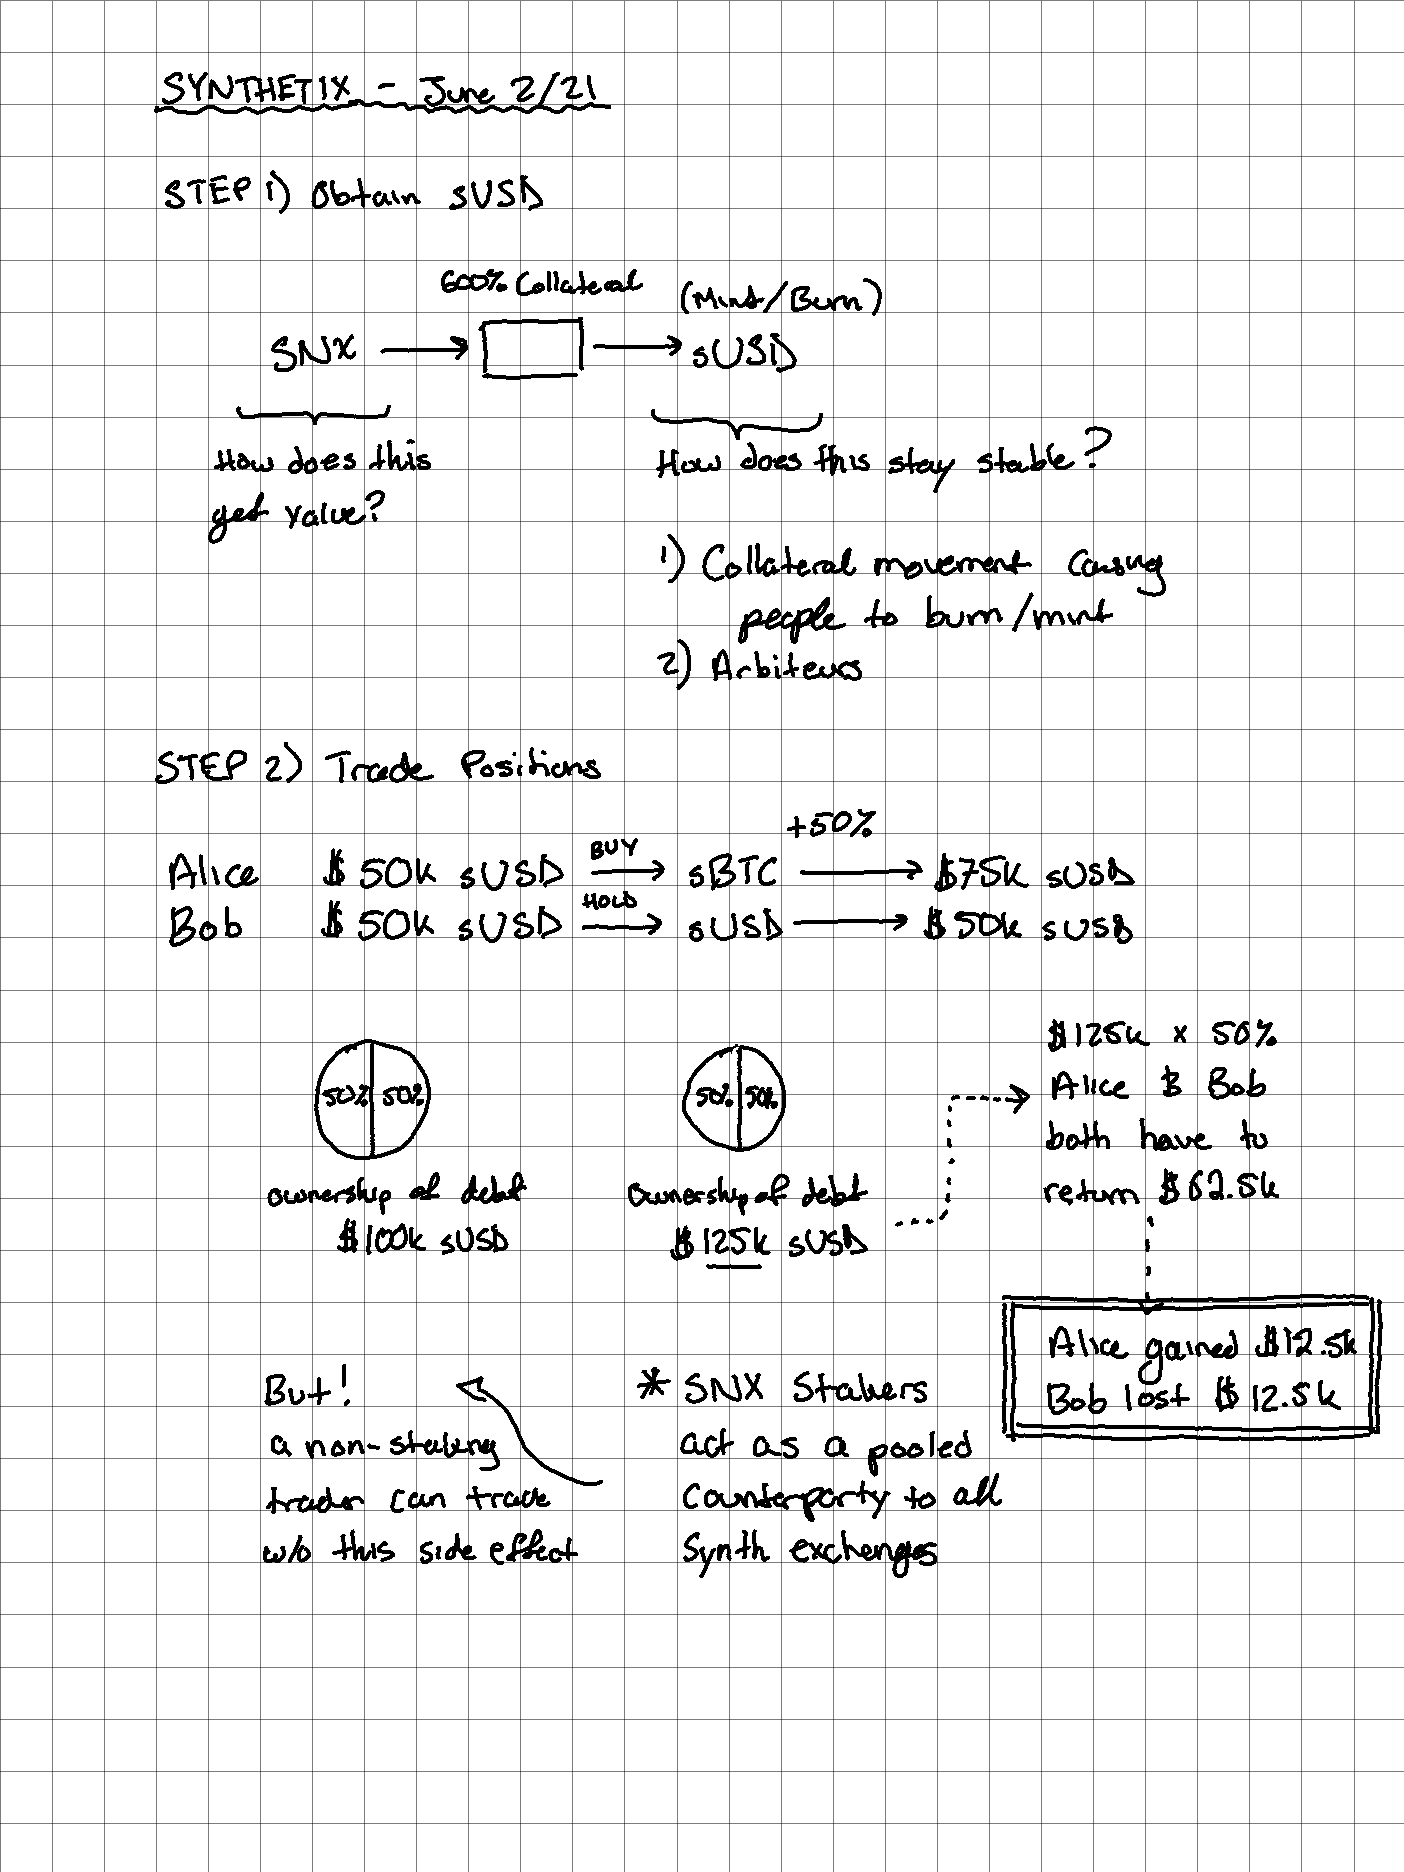 SYNTHETIX - June 2/21
STEP 1) Obtain sUSD
600% Collateral
(Mint/Burn)
SNX
sUSD
How does this
get value?
How does this stay stable?
1) Collateral movement causing
people to burn/mint
2) Arbiteurs
STEP 2) Trade Positions
+50%
Alice $50k sUSD BUY sBTC $75k sUSD
Bob $50k sUSD HOLD sUSD $50k sUSD
50% 50%
ownership of debt
$100k sUSD
50% 50%
ownership of debt
$125k sUSD
$125k x 50%
Alice & Bob
both have to
return $62.5k
Alice gained $12.5k
Bob lost $12.5k
But!
a non-staking
trader can trade
w/o this side effect
* SNX Stakers
act as a pooled
Counterparty to all
Synth exchenges